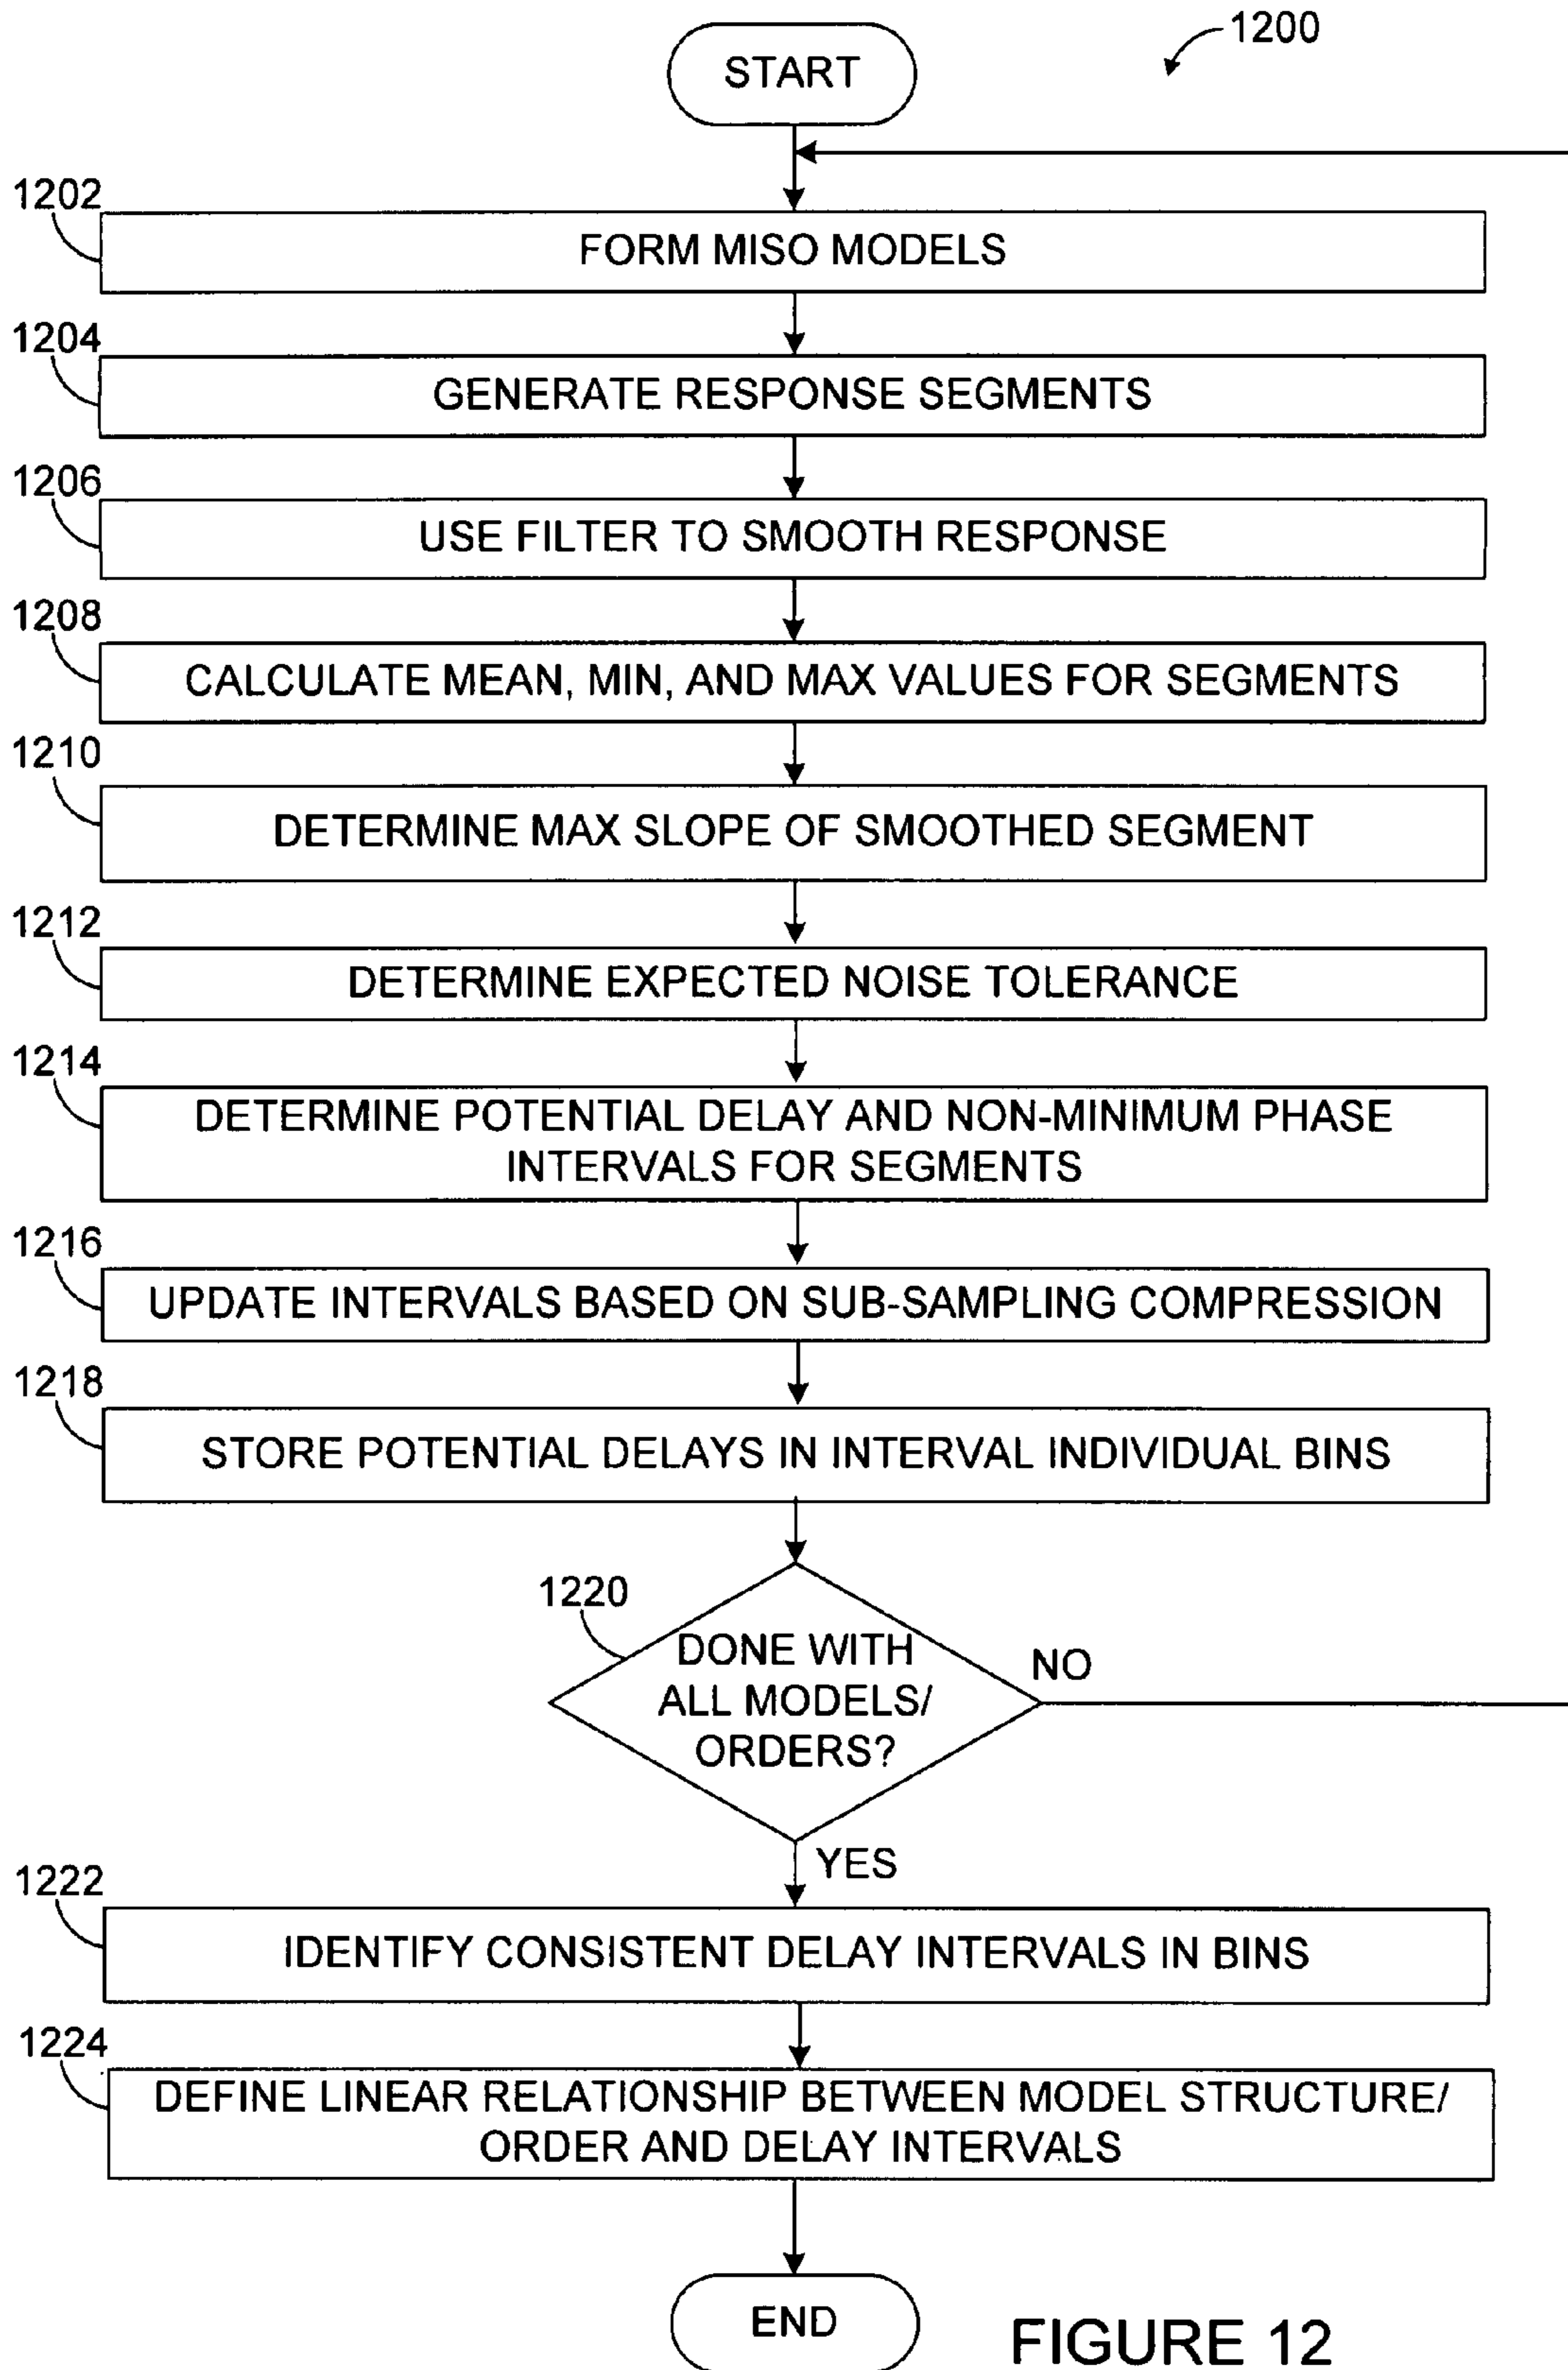 1200
START
1202
FORM MISO MODELS
1204
GENERATE RESPONSE SEGMENTS
1206
USE FILTER TO SMOOTH RESPONSE
1208
CALCULATE MEAN, MIN, AND MAX VALUES FOR SEGMENTS
1210
DETERMINE MAX SLOPE OF SMOOTHED SEGMENT
1212
DETERMINE EXPECTED NOISE TOLERANCE
1214
DETERMINE POTENTIAL DELAY AND NON-MINIMUM PHASE
INTERVALS FOR SEGMENTS
1216
UPDATE INTERVALS BASED ON SUB-SAMPLING COMPRESSION
1218
STORE POTENTIAL DELAYS IN INTERVAL INDIVIDUAL BINS
1220
DONE WITH
ALL MODELS/
ORDERS?
NO
YES
1222
IDENTIFY CONSISTENT DELAY INTERVALS IN BINS
1224
DEFINE LINEAR RELATIONSHIP BETWEEN MODEL STRUCTURE/
ORDER AND DELAY INTERVALS
END
FIGURE 12